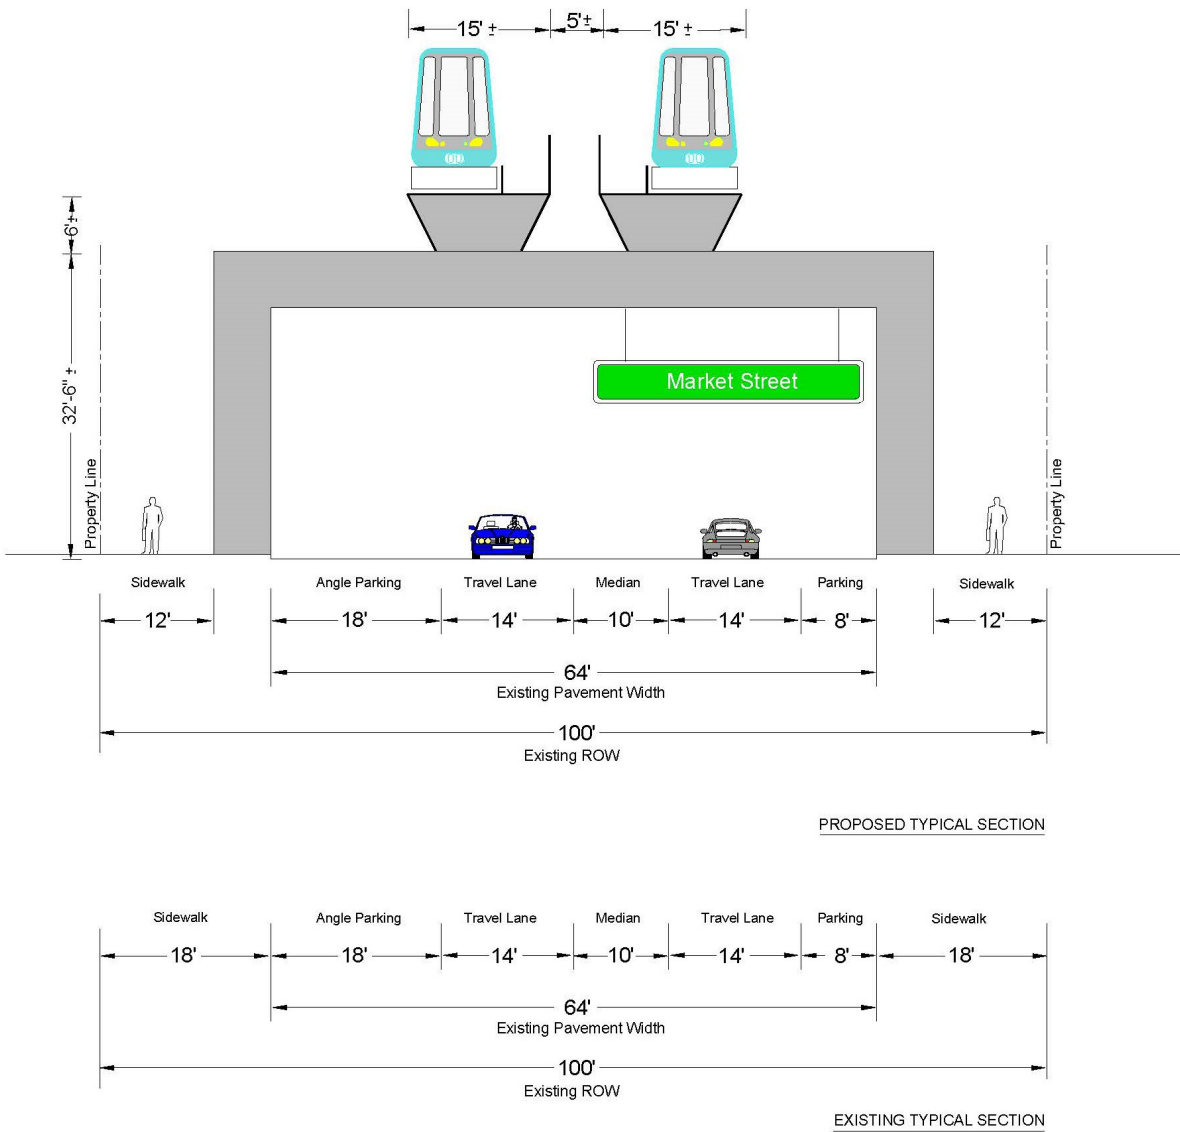 15' ± 5' ± 15' ±
6' ±
32'-6" ±
Market Street
Property Line
Property Line
Sidewalk Angle Parking Travel Lane Median Travel Lane Parking Sidewalk
12' 18' 14' 10' 14' 8' 12'
64'
Existing Pavement Width
100'
Existing ROW
PROPOSED TYPICAL SECTION
Sidewalk Angle Parking Travel Lane Median Travel Lane Parking Sidewalk
18' 18' 14' 10' 14' 8' 18'
64'
Existing Pavement Width
100'
Existing ROW
EXISTING TYPICAL SECTION